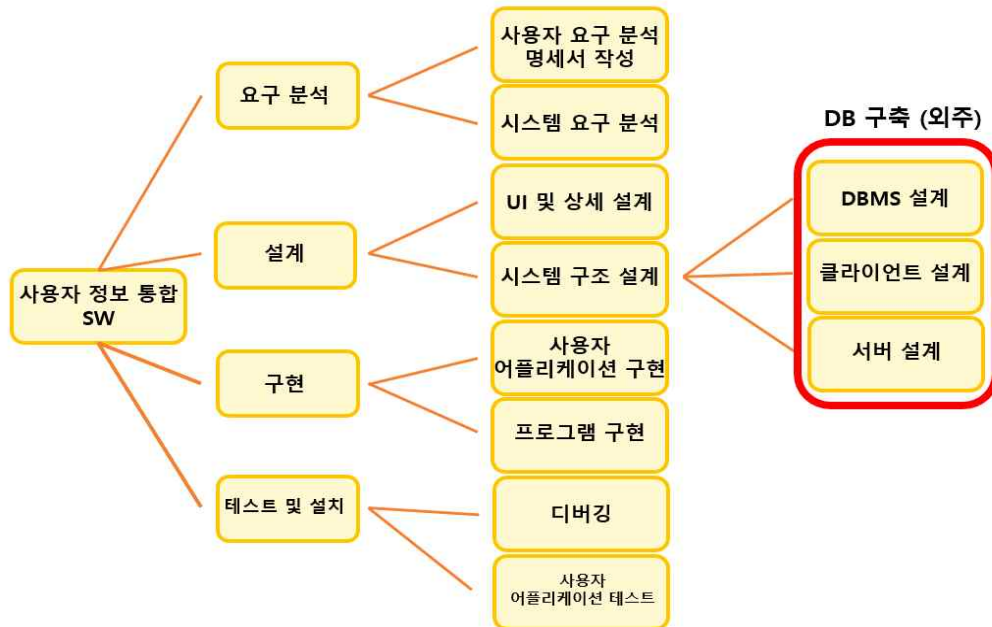 사용자 정보 통합
SW
요구 분석
설계
구현
테스트 및 설치
사용자 요구 분석
명세서 작성
시스템 요구 분석
UI 및 상세 설계
시스템 구조 설계
사용자
어플리케이션 구현
프로그램 구현
디버깅
사용자
어플리케이션 테스트
DB 구축 (외주)
DBMS 설계
클라이언트 설계
서버 설계